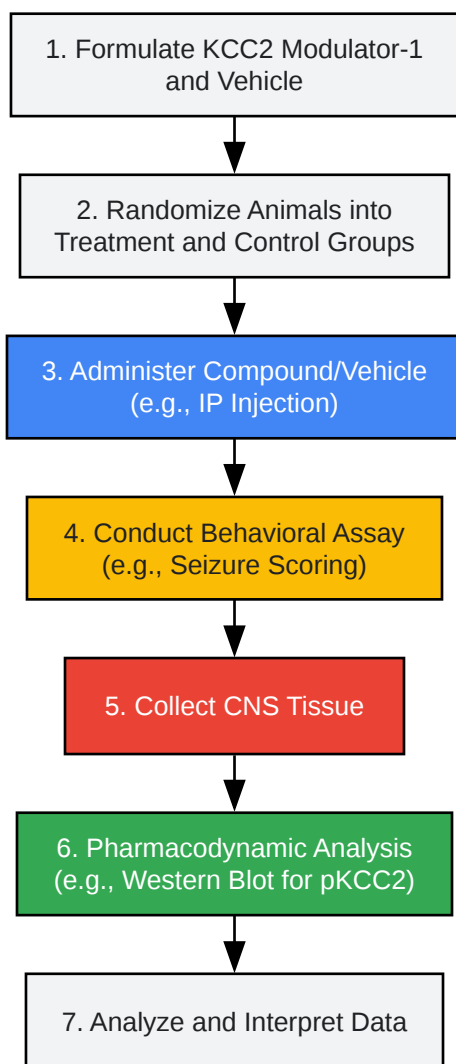 1. Formulate KCC2 Modulator-1
and Vehicle
2. Randomize Animals into
Treatment and Control Groups
3. Administer Compound/Vehicle
(e.g., IP Injection)
4. Conduct Behavioral Assay
(e.g., Seizure Scoring)
5. Collect CNS Tissue
6. Pharmacodynamic Analysis
(e.g., Western Blot for pKCC2)
7. Analyze and Interpret Data